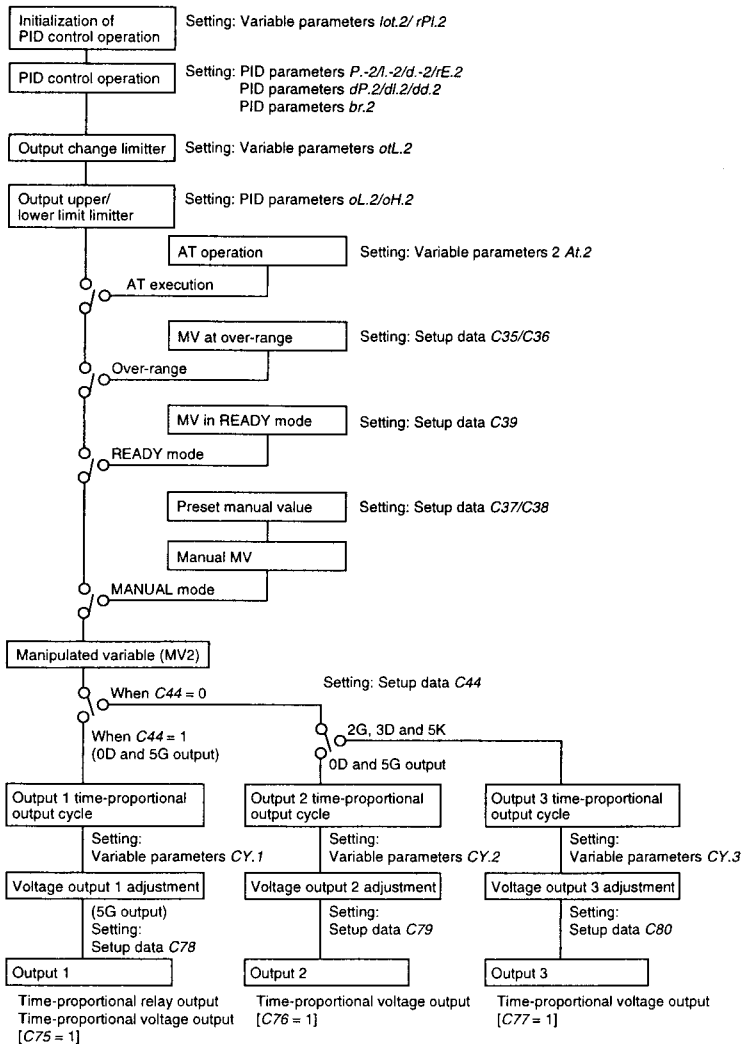 Initialization of
PID control operation
Setting: Variable parameters Iot.2/ rPl.2
PID control operation
Setting: PID parameters P.-2/I.-2/d.-2/rE.2
PID parameters dP.2/dI.2/dd.2
PID parameters br.2
Output change limitter
Setting: Variable parameters otL.2
Output upper/
lower limit limitter
Setting: PID parameters oL.2/oH.2
AT operation
Setting: Variable parameters 2 At.2
AT execution
MV at over-range
Setting: Setup data C35/C36
Over-range
MV in READY mode
Setting: Setup data C39
READY mode
Preset manual value
Setting: Setup data C37/C38
Manual MV
MANUAL mode
Manipulated variable (MV2)
Setting: Setup data C44
When C44 = 0
2G, 3D and 5K
When C44 = 1
(0D and 5G output)
0D and 5G output
Output 1 time-proportional
output cycle
Output 2 time-proportional
output cycle
Output 3 time-proportional
output cycle
Setting:
Variable parameters CY.1
Setting:
Variable parameters CY.2
Setting:
Variable parameters CY.3
Voltage output 1 adjustment
Voltage output 2 adjustment
Voltage output 3 adjustment
(5G output)
Setting:
Setup data C78
Setting:
Setup data C79
Setting:
Setup data C80
Output 1
Output 2
Output 3
Time-proportional relay output
Time-proportional voltage output
[C75 = 1]
Time-proportional voltage output
[C76 = 1]
Time-proportional voltage output
[C77 = 1]